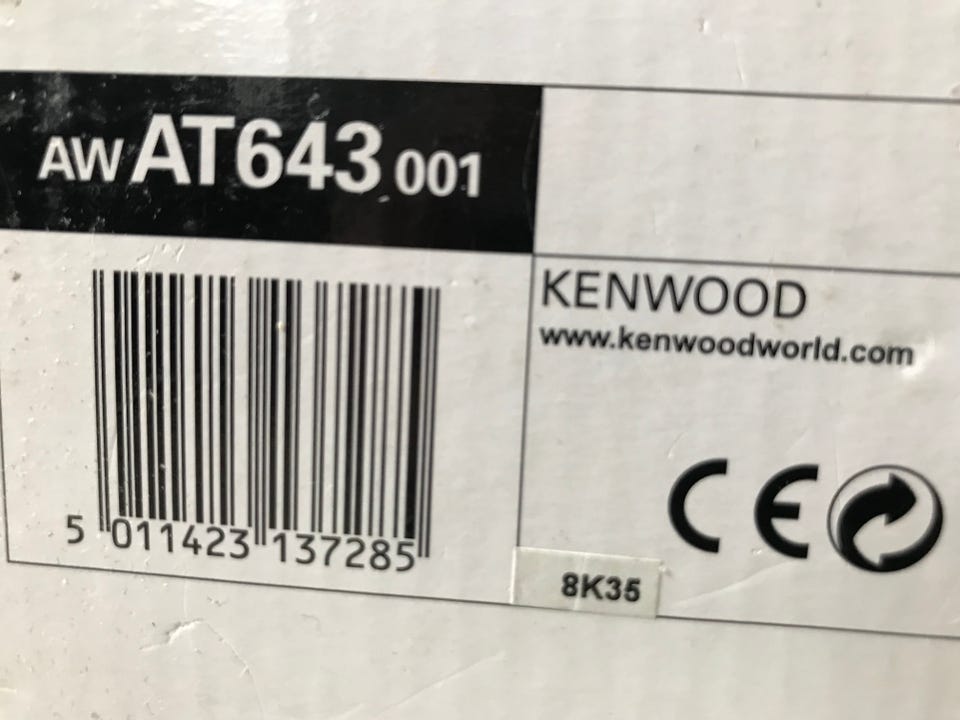 AW AT643 001
KENWOOD
www.kenwoodworld.com
CE
5 011423 137285
8K35